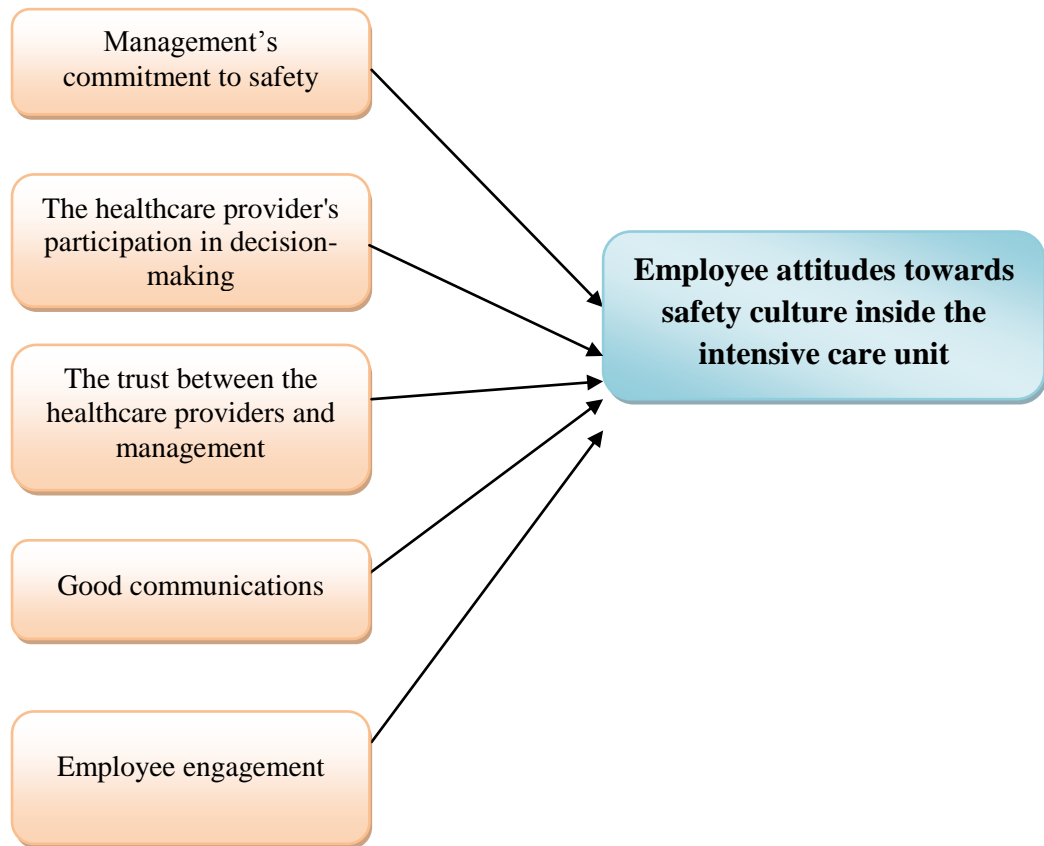 Management’s
commitment to safety
The healthcare provider's
participation in decision-
making
The trust between the
healthcare providers and
management
Good communications
Employee engagement
Employee attitudes towards
safety culture inside the
intensive care unit